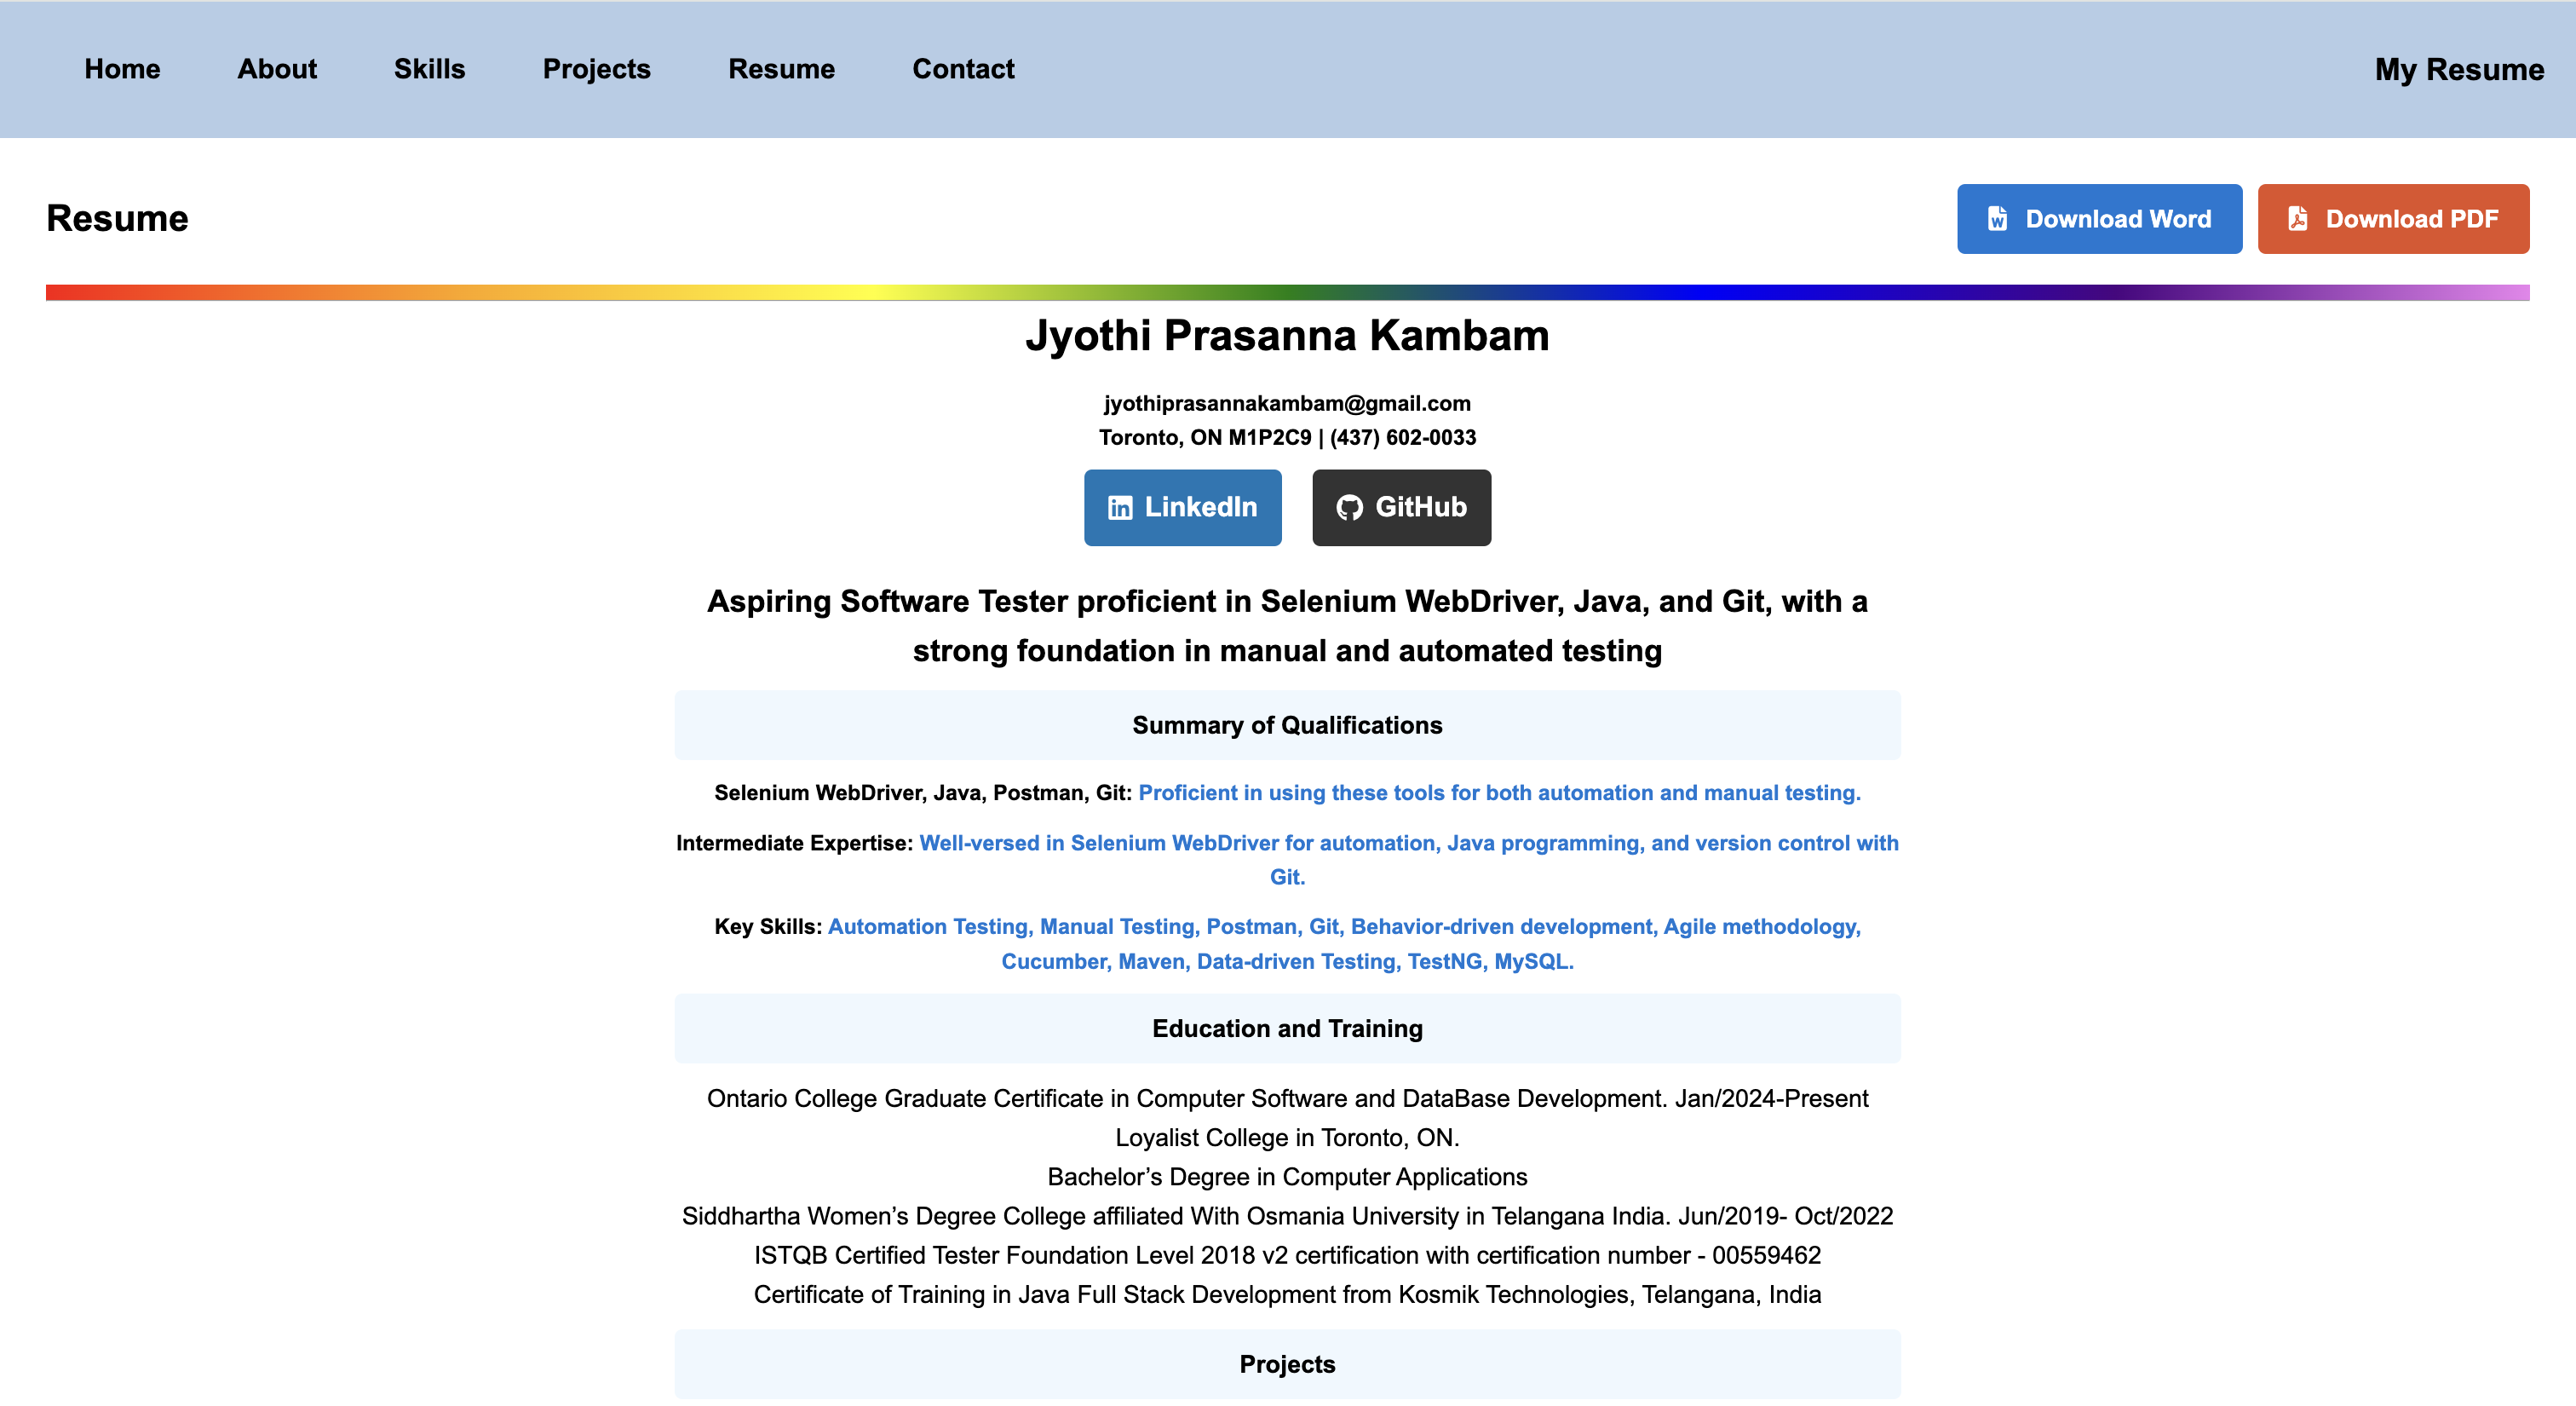 Home About Skills Projects Resume Contact My Resume
Resume Download Word Download PDF
Jyothi Prasanna Kambam
jyothiprasannakambam@gmail.com
Toronto, ON M1P2C9 | (437) 602-0033
LinkedIn GitHub
Aspiring Software Tester proficient in Selenium WebDriver, Java, and Git, with a
strong foundation in manual and automated testing
Summary of Qualifications
Selenium WebDriver, Java, Postman, Git: Proficient in using these tools for both automation and manual testing.
Intermediate Expertise: Well-versed in Selenium WebDriver for automation, Java programming, and version control with
Git.
Key Skills: Automation Testing, Manual Testing, Postman, Git, Behavior-driven development, Agile methodology,
Cucumber, Maven, Data-driven Testing, TestNG, MySQL.
Education and Training
Ontario College Graduate Certificate in Computer Software and DataBase Development. Jan/2024-Present
Loyalist College in Toronto, ON.
Bachelor’s Degree in Computer Applications
Siddhartha Women’s Degree College affiliated With Osmania University in Telangana India. Jun/2019- Oct/2022
ISTQB Certified Tester Foundation Level 2018 v2 certification with certification number - 00559462
Certificate of Training in Java Full Stack Development from Kosmik Technologies, Telangana, India
Projects